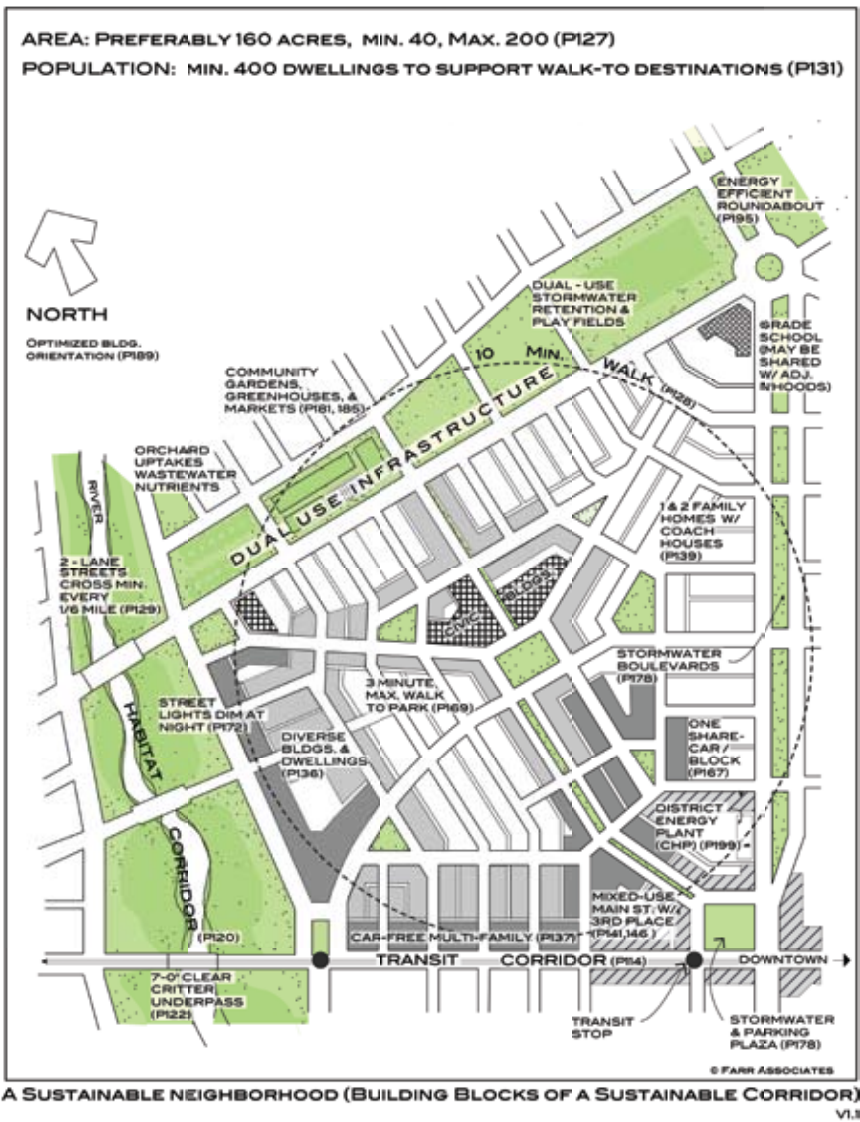 AREA: PREFERABLY 160 ACRES, MIN. 40, MAX. 200 (P127)
POPULATION: MIN. 400 DWELLINGS TO SUPPORT WALK-TO DESTINATIONS (P131)
ENERGY
EFFICIENT
ROUNDABOUT
(P195)
NORTH
OPTIMIZED BLDG.
ORIENTATION (P189)
DUAL - USE
STORMWATER
RETENTION &
PLAY FIELDS
GRADE
SCHOOL
(MAY BE
SHARED
W/ ADJ.
N'HOODS)
10 MIN. WALK (P128)
COMMUNITY
GARDENS,
GREENHOUSES, &
MARKETS (P181, 185)
DUAL USE INFRASTRUCTURE
ORCHARD
UPTAKES
WASTEWATER
NUTRIENTS
RIVER
2 - LANE
STREETS
CROSS MIN.
EVERY
1/6 MILE (P129)
1 & 2 FAMILY
HOMES W/
COACH
HOUSES
(P139)
CIVIC BLDGS.
STORMWATER
BOULEVARDS
(P178)
3 MINUTE,
MAX. WALK
TO PARK (P169)
STREET
LIGHTS DIM AT
NIGHT (P172)
DIVERSE
BLDGS. &
DWELLINGS
(P136)
ONE
SHARE-
CAR /
BLOCK
(P167)
HABITAT CORRIDOR
(P120)
DISTRICT
ENERGY
PLANT
(CHP) (P199)
MIXED-USE
MAIN ST. W/
3RD PLACE
(P141,146 )
CAR-FREE MULTI-FAMILY (P137)
TRANSIT CORRIDOR (P114)
DOWNTOWN
7'-0" CLEAR
CRITTER
UNDERPASS
(P122)
TRANSIT
STOP
STORMWATER
& PARKING
PLAZA (P178)
© FARR ASSOCIATES
A SUSTAINABLE NEIGHBORHOOD (BUILDING BLOCKS OF A SUSTAINABLE CORRIDOR)